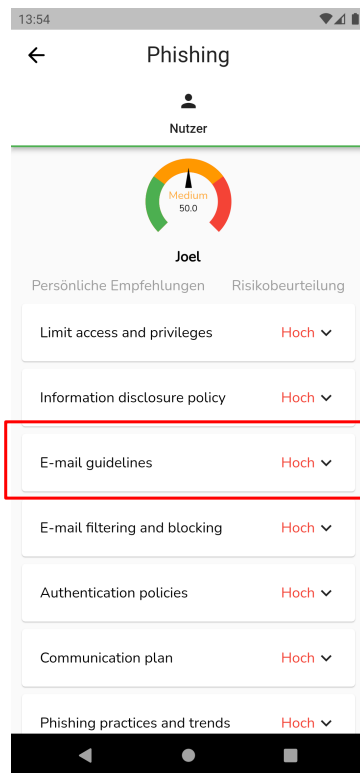 13:54
Phishing
Nutzer
Medium
50.0
Joel
Persönliche Empfehlungen Risikobeurteilung
Limit access and privileges Hoch
Information disclosure policy Hoch
E-mail guidelines Hoch
E-mail filtering and blocking Hoch
Authentication policies Hoch
Communication plan Hoch
Phishing practices and trends Hoch